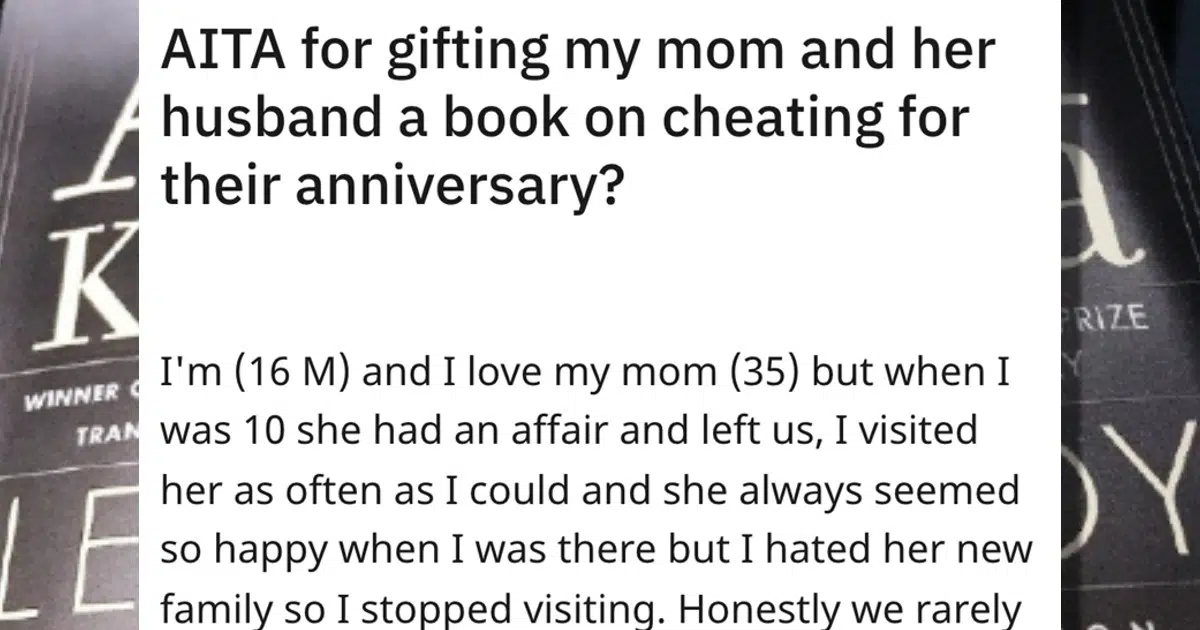 AITA for gifting my mom and her
husband a book on cheating for
their anniversary?
I'm (16 M) and I love my mom (35) but when I
was 10 she had an affair and left us, I visited
her as often as I could and she always seemed
so happy when I was there but I hated her new
family so I stopped visiting. Honestly we rarely
A
K
WINNER
TRAN
LE
a
PRIZE
Y
OY